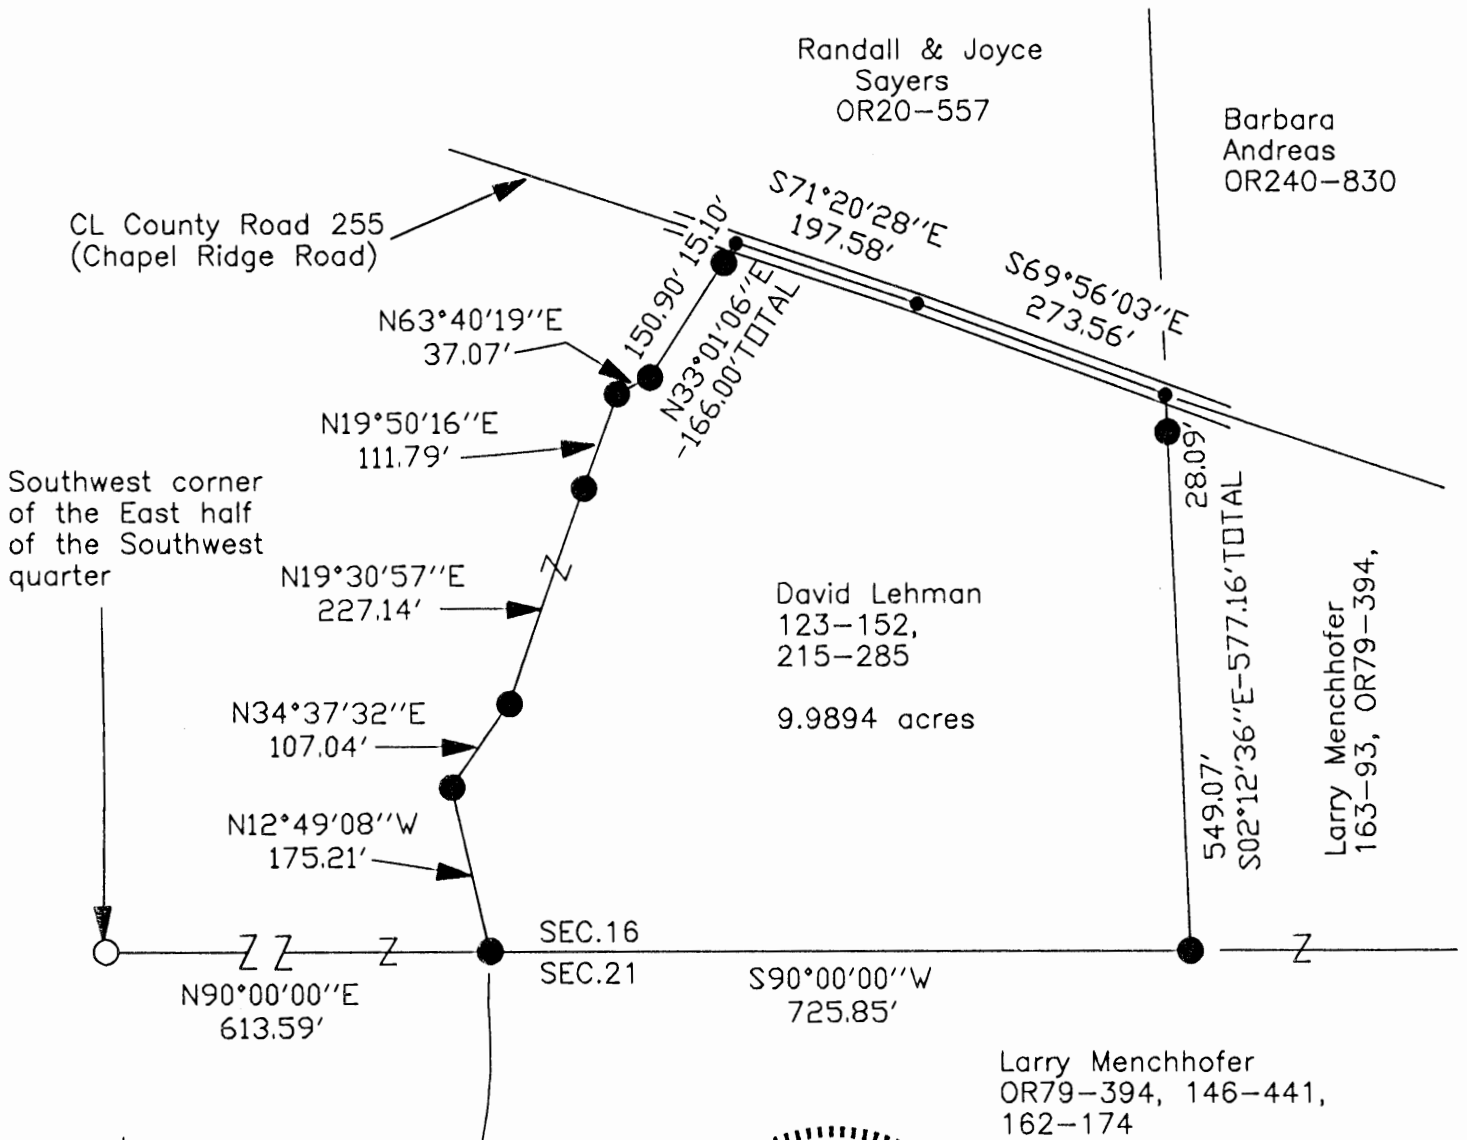 Randall & Joyce
Sayers
OR20-557
Barbara
Andreas
OR240-830
CL County Road 255
(Chapel Ridge Road)
S71°20'28"E
197.58'
S69°56'03"E
273.56'
150.90' 15.10'
N33°01'06"E
-166.00'TOTAL
N63°40'19"E
37.07'
N19°50'16"E
111.79'
Southwest corner
of the East half
of the Southwest
quarter
N19°30'57"E
227.14'
N34°37'32"E
107.04'
N12°49'08"W
175.21'
David Lehman
123-152,
215-285
9.9894 acres
28.09'
549.07'
S02°12'36"E-577.16'TOTAL
Larry Menchhofer
163-93, OR79-394,
SEC.16
SEC.21
N90°00'00"E
613.59'
S90°00'00"W
725.85'
Larry Menchhofer
OR79-394, 146-441,
162-174